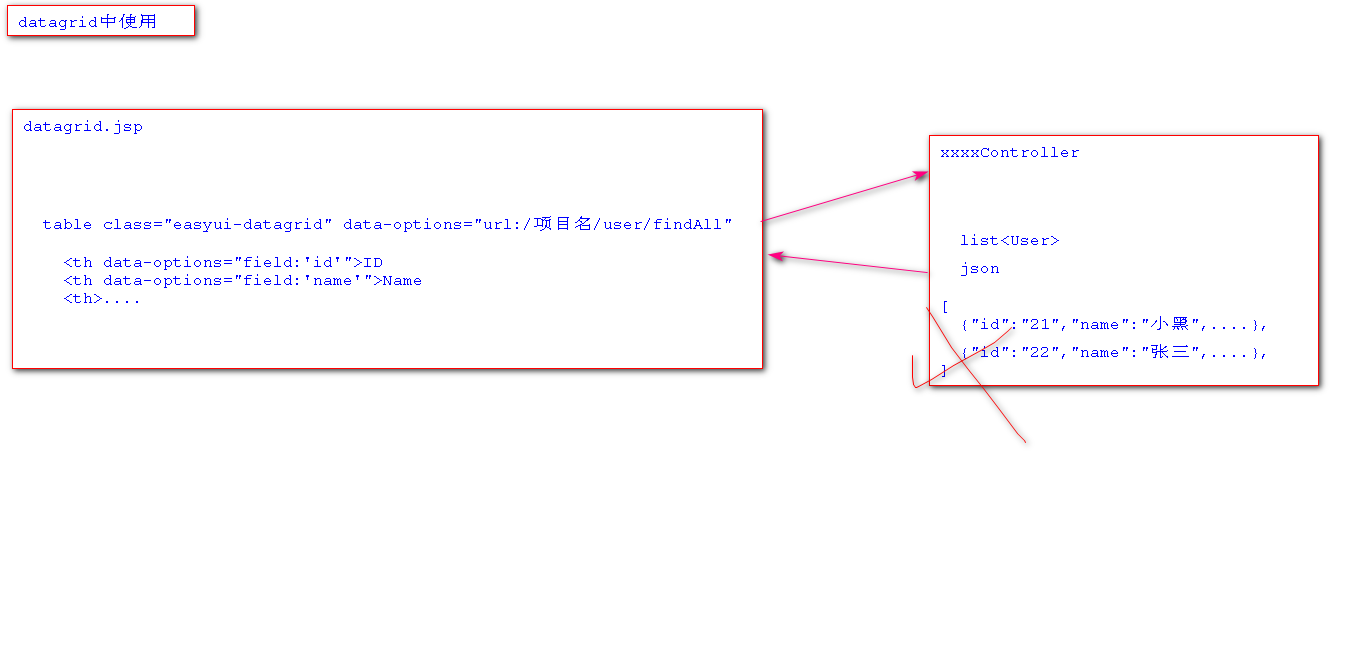 datagrid中使用
datagrid.jsp
table class="easyui-datagrid" data-options="url:/项目名/user/findAll"
<th data-options="field:'id'">ID
<th data-options="field:'name'">Name
<th>....
xxxxController
list<User>
json
[
{"id":"21","name":"小黑",....},
{"id":"22","name":"张三",....},
]